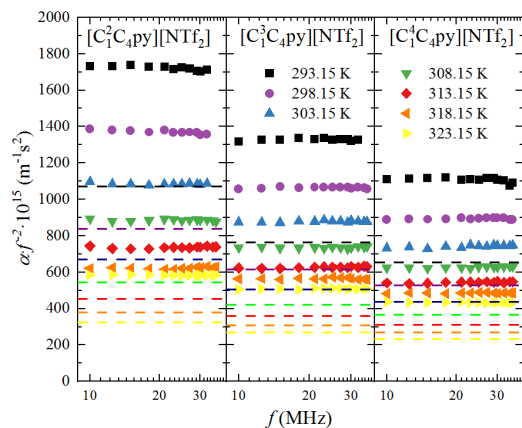 [C₁²C₄py][NTf₂] [C₁³C₄py][NTf₂] [C₁⁴C₄py][NTf₂]
293.15 K 308.15 K
298.15 K 313.15 K
303.15 K 318.15 K
323.15 K
α·f⁻²·10¹⁵ (m⁻¹s²)
2000
1800
1600
1400
1200
1000
800
600
400
200
0
10 20 30 10 20 30 10 20 30
f (MHz) f (MHz) f (MHz)